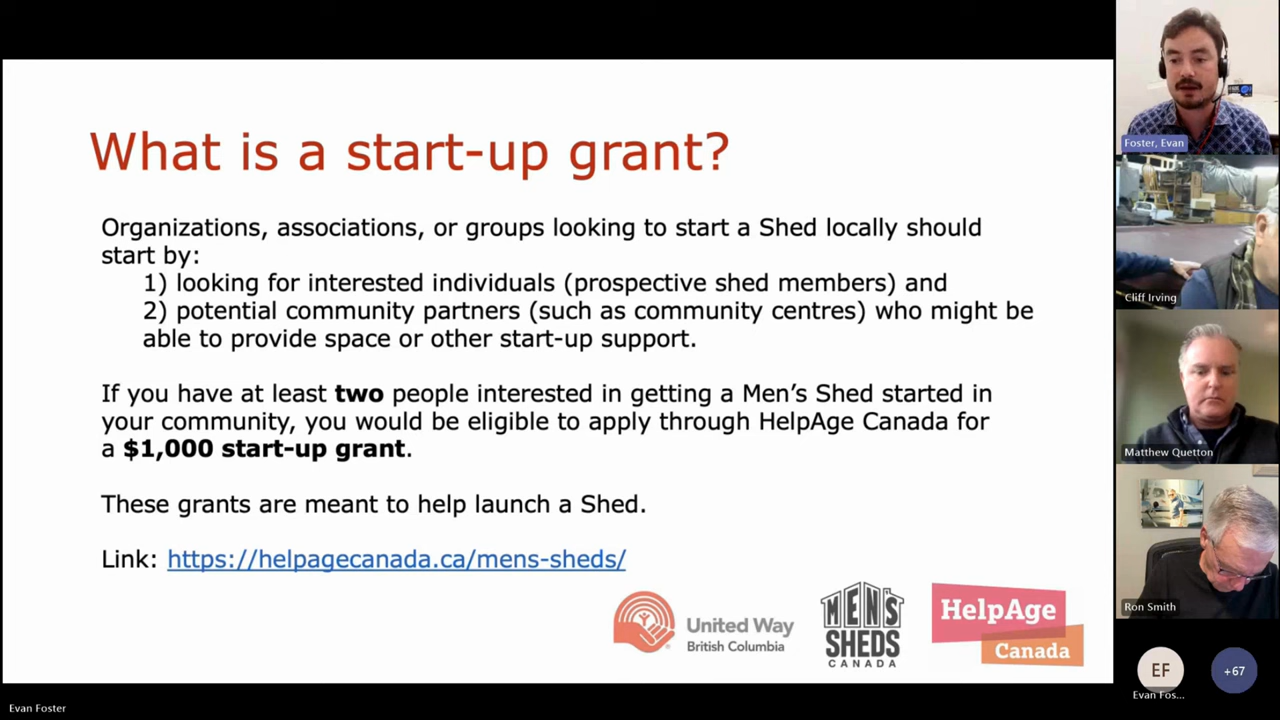 What is a start-up grant?
Organizations, associations, or groups looking to start a Shed locally should
start by:
1) looking for interested individuals (prospective shed members) and
2) potential community partners (such as community centres) who might be
able to provide space or other start-up support.
If you have at least two people interested in getting a Men's Shed started in
your community, you would be eligible to apply through HelpAge Canada for
a $1,000 start-up grant.
These grants are meant to help launch a Shed.
Link: https://helpagecanada.ca/mens-sheds/
United Way
British Columbia
MEN'S
SHEDS
CANADA
HelpAge
Canada
Foster, Evan
Cliff Irving
Matthew Quetton
Ron Smith
EF
Evan Fos...
+67
Evan Foster